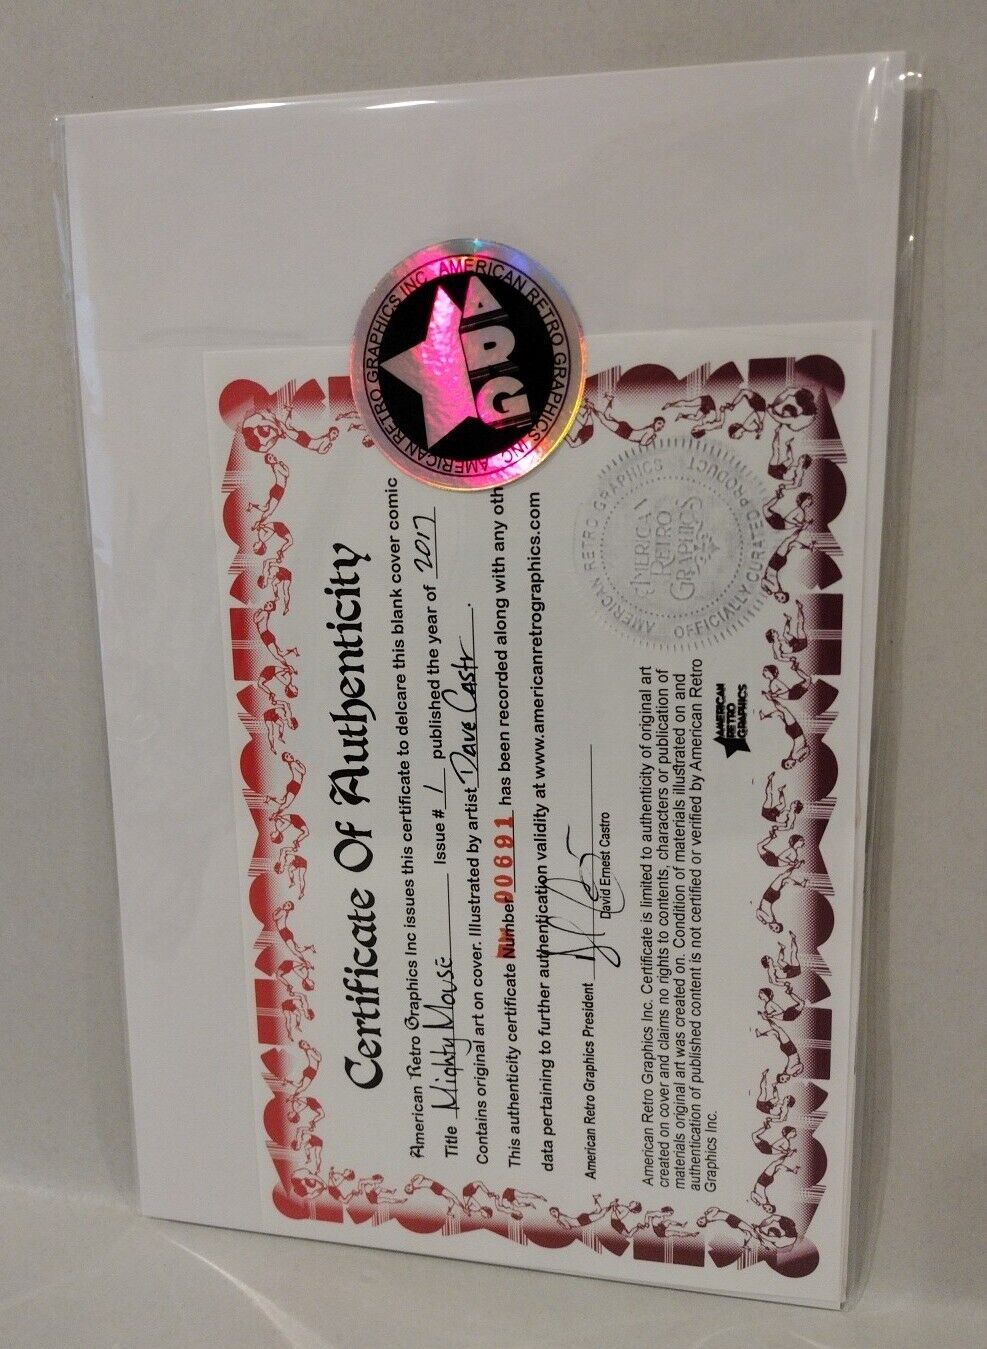 Certificate Of Authenticity
American Retro Graphics Inc issues this certificate to delcare this blank cover comic
Title Mighty Mouse Issue # 1 published the year of 2017
Contains original art on cover. Illustrated by artist Dave Castr.
This authenticity certificate Number 00691 has been recorded along with any oth
data pertaining to further authentication validity at www.americanretrographics.com
American Retro Graphics President
David Ernest Castro
American Retro Graphics Inc. Certificate is limited to authenticity of original art
created on cover and claims no rights to contents, characters or publication of
materials original art was created on. Condition of materials illustrated on and
authentication of published content is not certified or verified by American Retro
Graphics Inc.
AMERICAN
RETRO
GRAPHICS
AMERICAN RETRO GRAPHICS INC. AMERICAN RETRO GRAPHICS INC.
ARG
AMERICAN RETRO GRAPHICS
OFFICIALLY CURATED PRODUCT
AMERICAN
RETRO
GRAPHICS